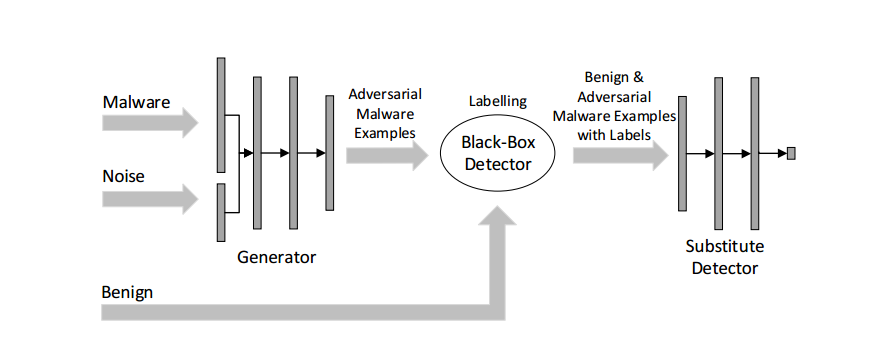 Malware
Noise
Generator
Benign
Adversarial
Malware
Examples
Labelling
Black-Box
Detector
Benign &
Adversarial
Malware Examples
with Labels
Substitute
Detector